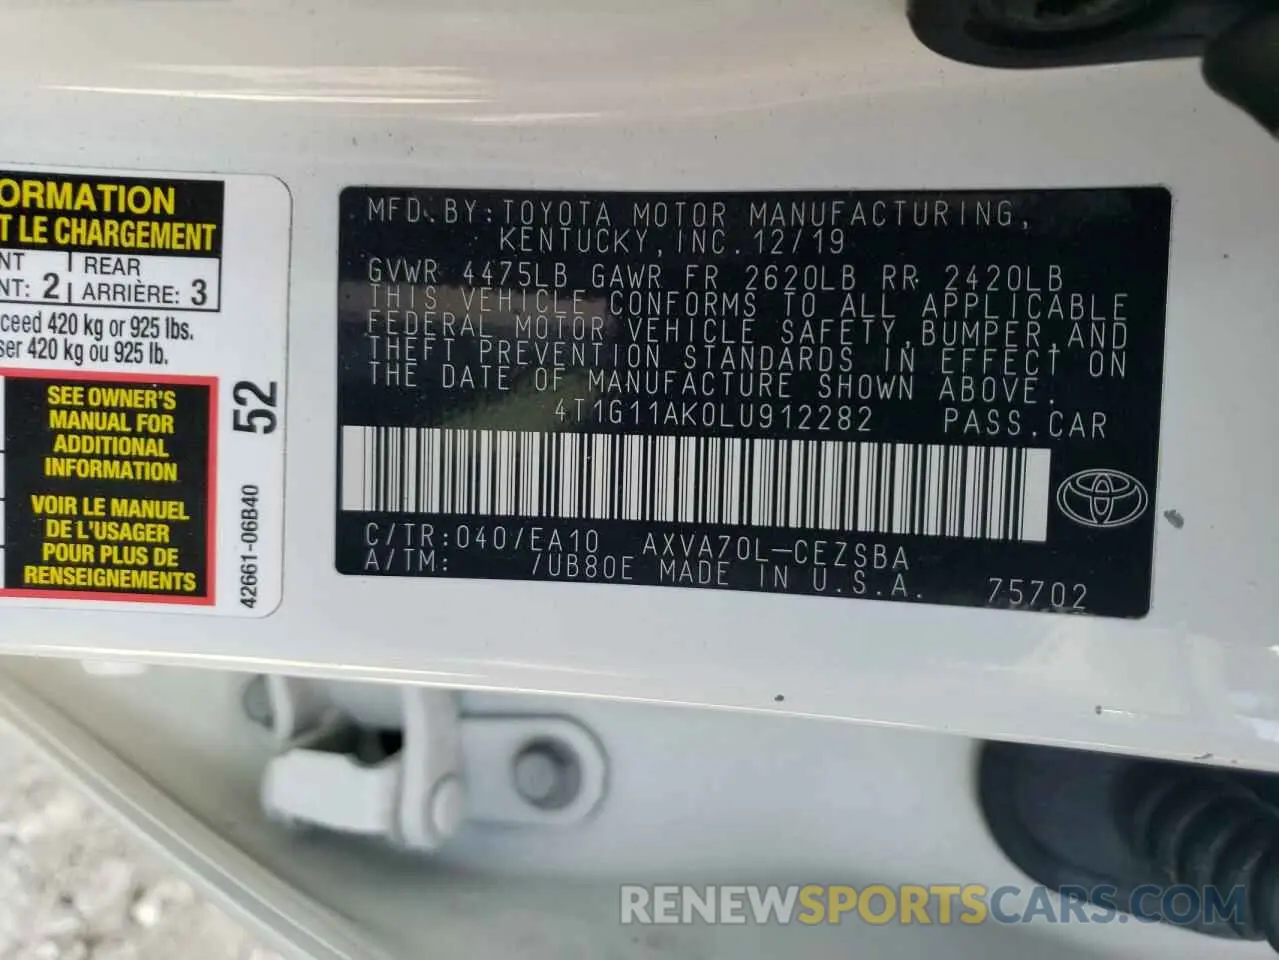 ORMATION
T LE CHARGEMENT
NT | REAR
NT: 2 | ARRIÈRE: 3
ceed 420 kg or 925 lbs.
ser 420 kg ou 925 lb.
SEE OWNER'S
MANUAL FOR
ADDITIONAL
INFORMATION
VOIR LE MANUEL
DE L'USAGER
POUR PLUS DE
RENSEIGNEMENTS
52
42661-06B40
MFD.BY:TOYOTA MOTOR MANUFACTURING,
KENTUCKY,INC.12/19
GVWR 4475LB GAWR FR 2620LB RR 2420LB
THIS VEHICLE CONFORMS TO ALL APPLICABLE
FEDERAL MOTOR VEHICLE SAFETY,BUMPER,AND
THEFT PREVENTION STANDARDS IN EFFECT ON
THE DATE OF MANUFACTURE SHOWN ABOVE.
4T1G11AK0LU912282 PASS.CAR
C/TR:040/EA10 AXVA70L-CEZSBA
A/TM: /UB80E MADE IN U.S.A. 75702
RENEWSPORTSCARS.COM